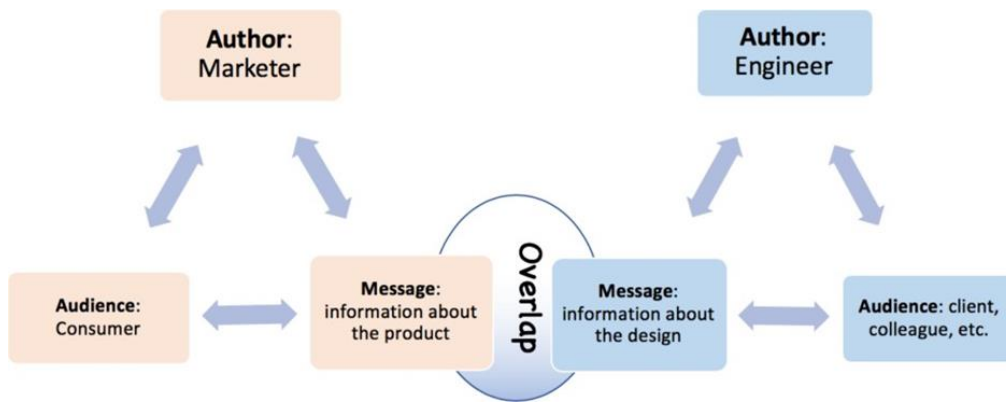 Author:
Marketer
Author:
Engineer
Audience:
Consumer
Message:
information about
the product
Overlap
Message:
information about
the design
Audience: client,
colleague, etc.